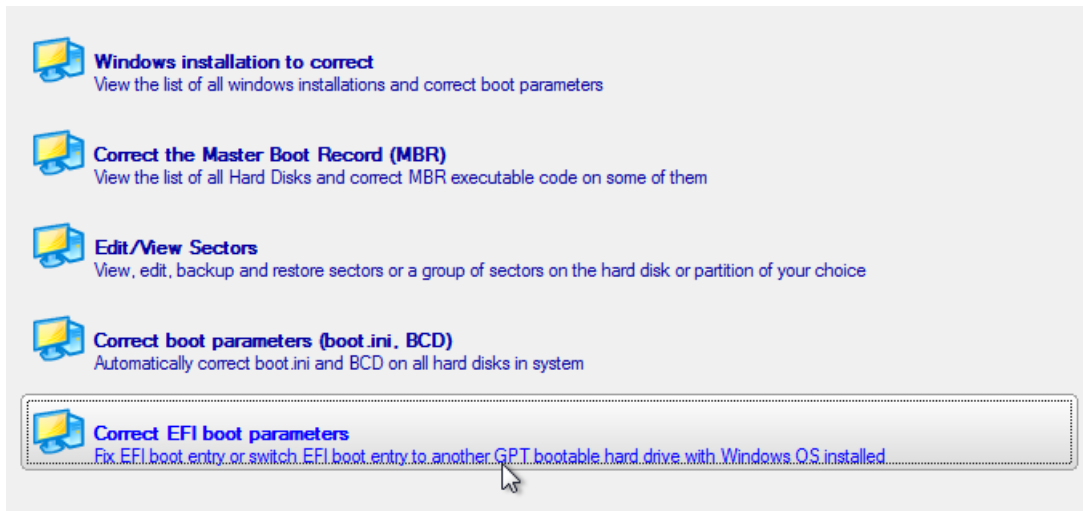 Windows installation to correct
View the list of all windows installations and correct boot parameters
Correct the Master Boot Record (MBR)
View the list of all Hard Disks and correct MBR executable code on some of them
Edit/View Sectors
View, edit, backup and restore sectors or a group of sectors on the hard disk or partition of your choice
Correct boot parameters (boot.ini, BCD)
Automatically correct boot.ini and BCD on all hard disks in system
Correct EFI boot parameters
Fix EFI boot entry or switch EFI boot entry to another GPT bootable hard drive with Windows OS installed